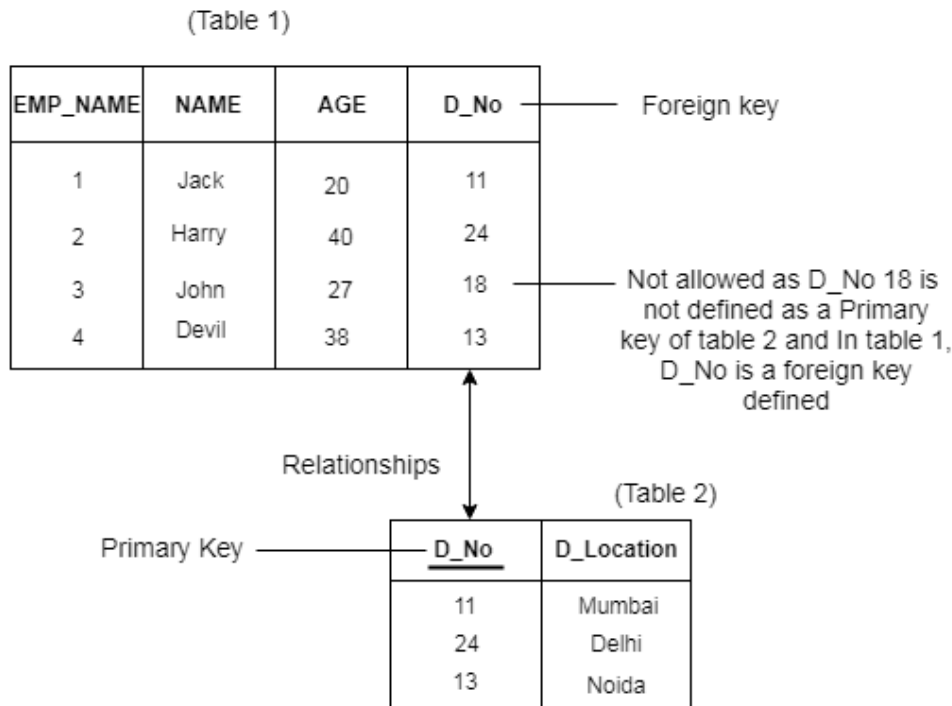 (Table 1)
EMP_NAME NAME AGE D_No Foreign key
1 Jack 20 11
2 Harry 40 24
3 John 27 18
4 Devil 38 13
Not allowed as D_No 18 is
not defined as a Primary
key of table 2 and In table 1,
D_No is a foreign key
defined
Relationships
(Table 2)
Primary Key D_No D_Location
11 Mumbai
24 Delhi
13 Noida